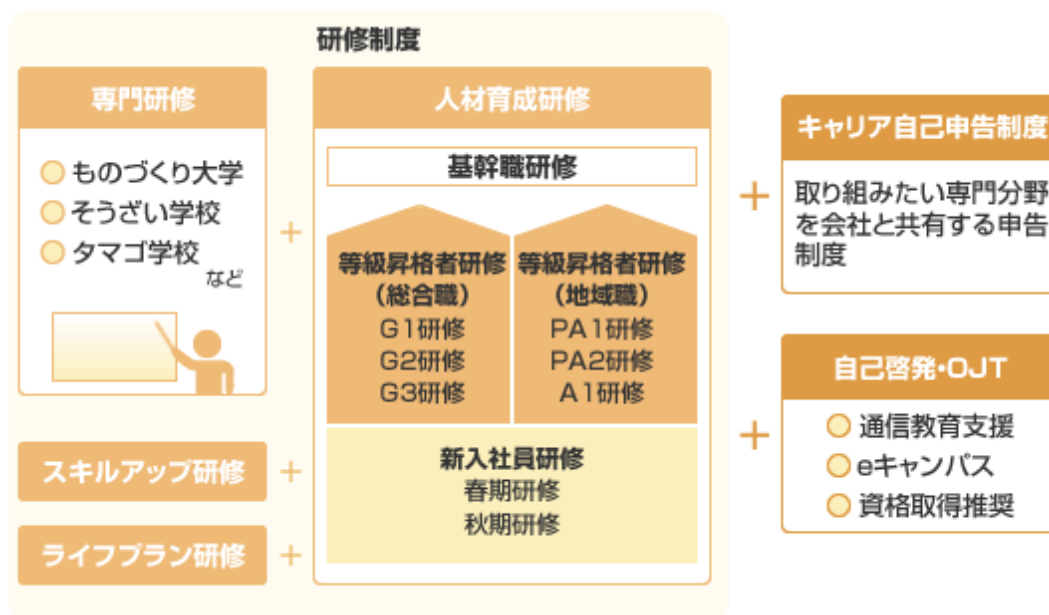 研修制度
専門研修
ものづくり大学
そうざい学校
タマゴ学校
など
スキルアップ研修
ライフプラン研修
人材育成研修
基幹職研修
等級昇格者研修
（総合職）
G1研修
G2研修
G3研修
等級昇格者研修
（地域職）
PA1研修
PA2研修
A1研修
新入社員研修
春期研修
秋期研修
キャリア自己申告制度
取り組みたい専門分野
を会社と共有する申告
制度
自己啓発・OJT
通信教育支援
eキャンパス
資格取得推奨